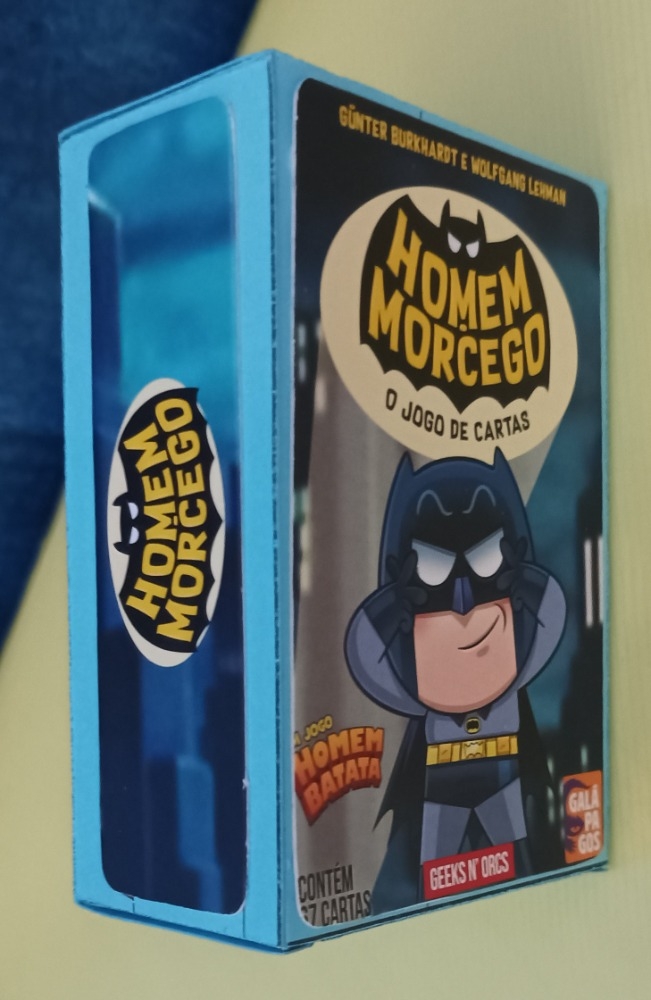 GÜNTER BURKHARDT E WOLFGANG LEHMAN
HOMEM
MORCEGO
O JOGO DE CARTAS
HOMEM
MORCEGO
JOGO
HOMEM
BATATA
CONTÉM
67 CARTAS
GEEKS N' ORCS
GALÁ
PA
GOS